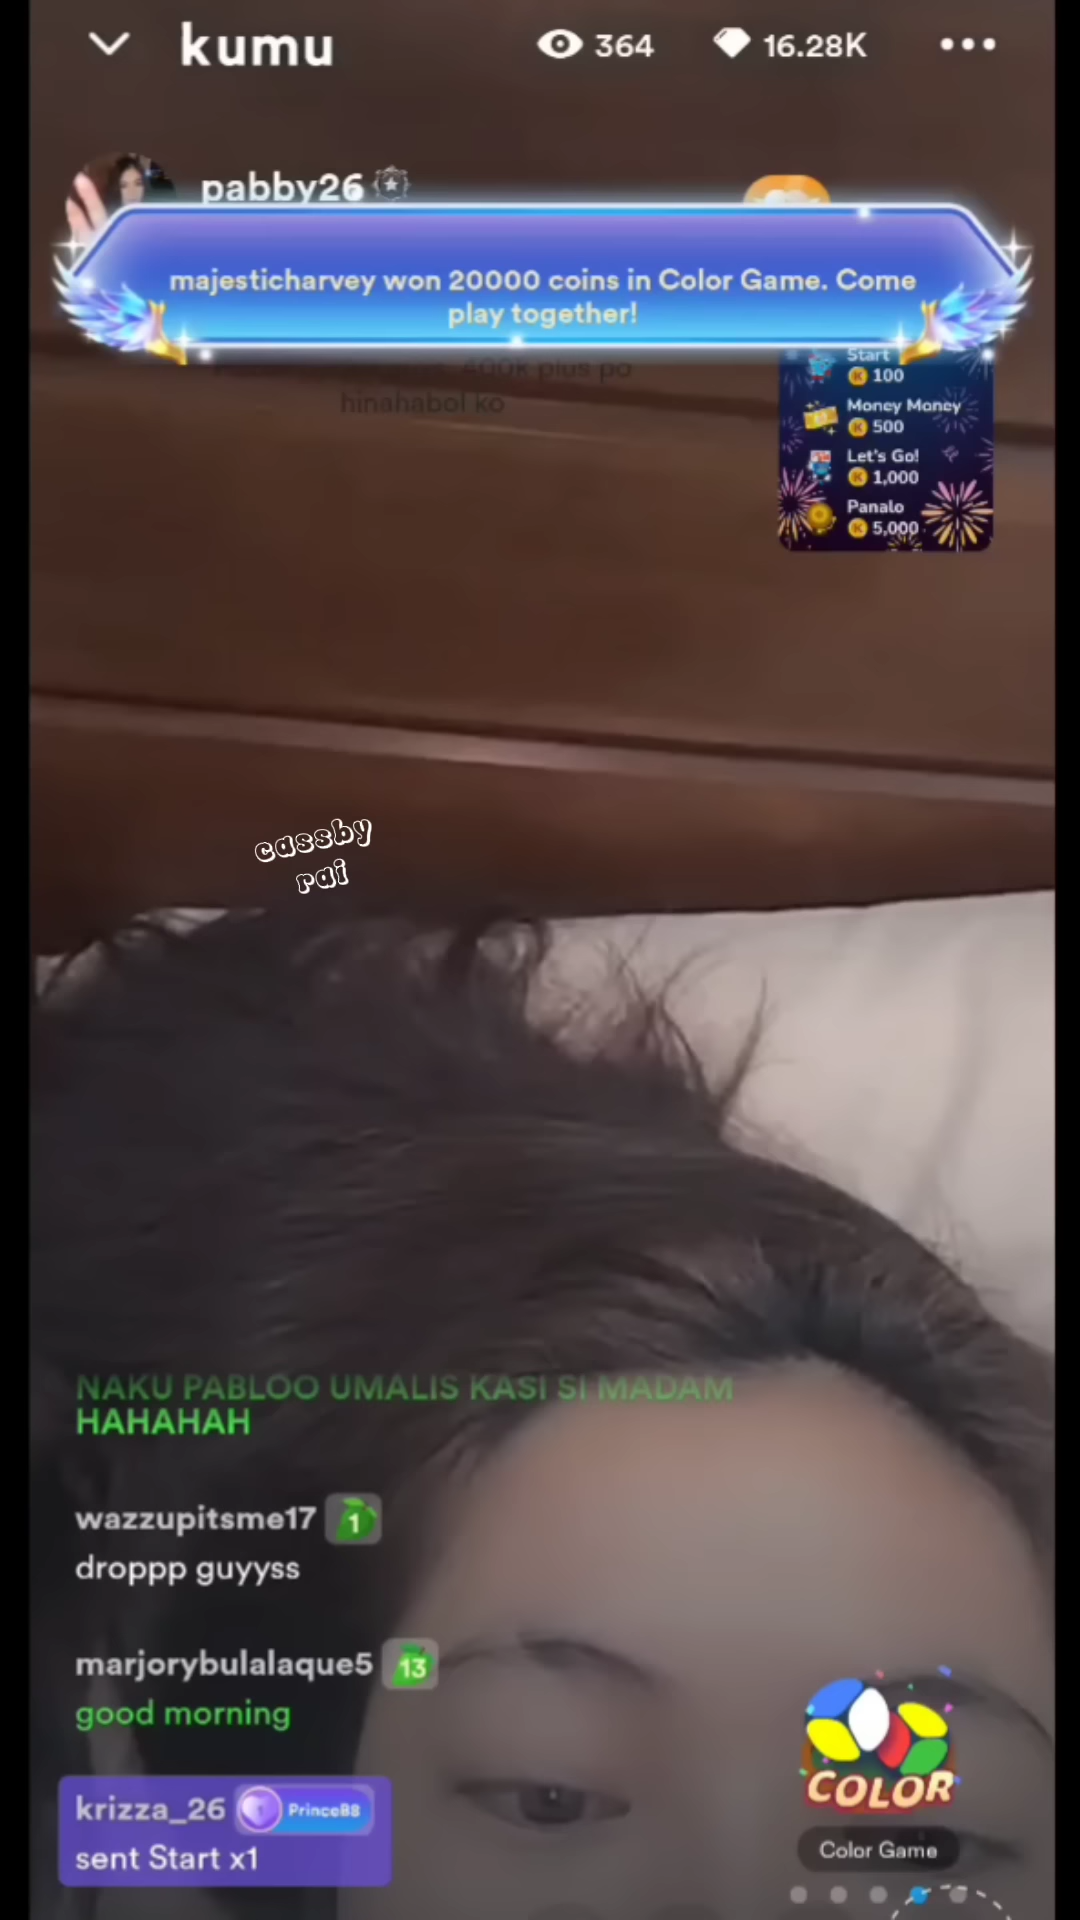 kumu 364 16.28K
pabby26
majesticharvey won 20000 coins in Color Game. Come
play together!
400k plus po
hinahabol ko
Start
K 100
Money Money
K 500
Let's Go!
K 1,000
Panalo
K 5,000
cassby
rai
NAKU PABLOO UMALIS KASI SI MADAM
HAHAHAH
wazzupitsme17 1
droppp guyyss
marjorybulalaque5 13
good morning
krizza_26 PrinceBB
sent Start x1
COLOR
Color Game